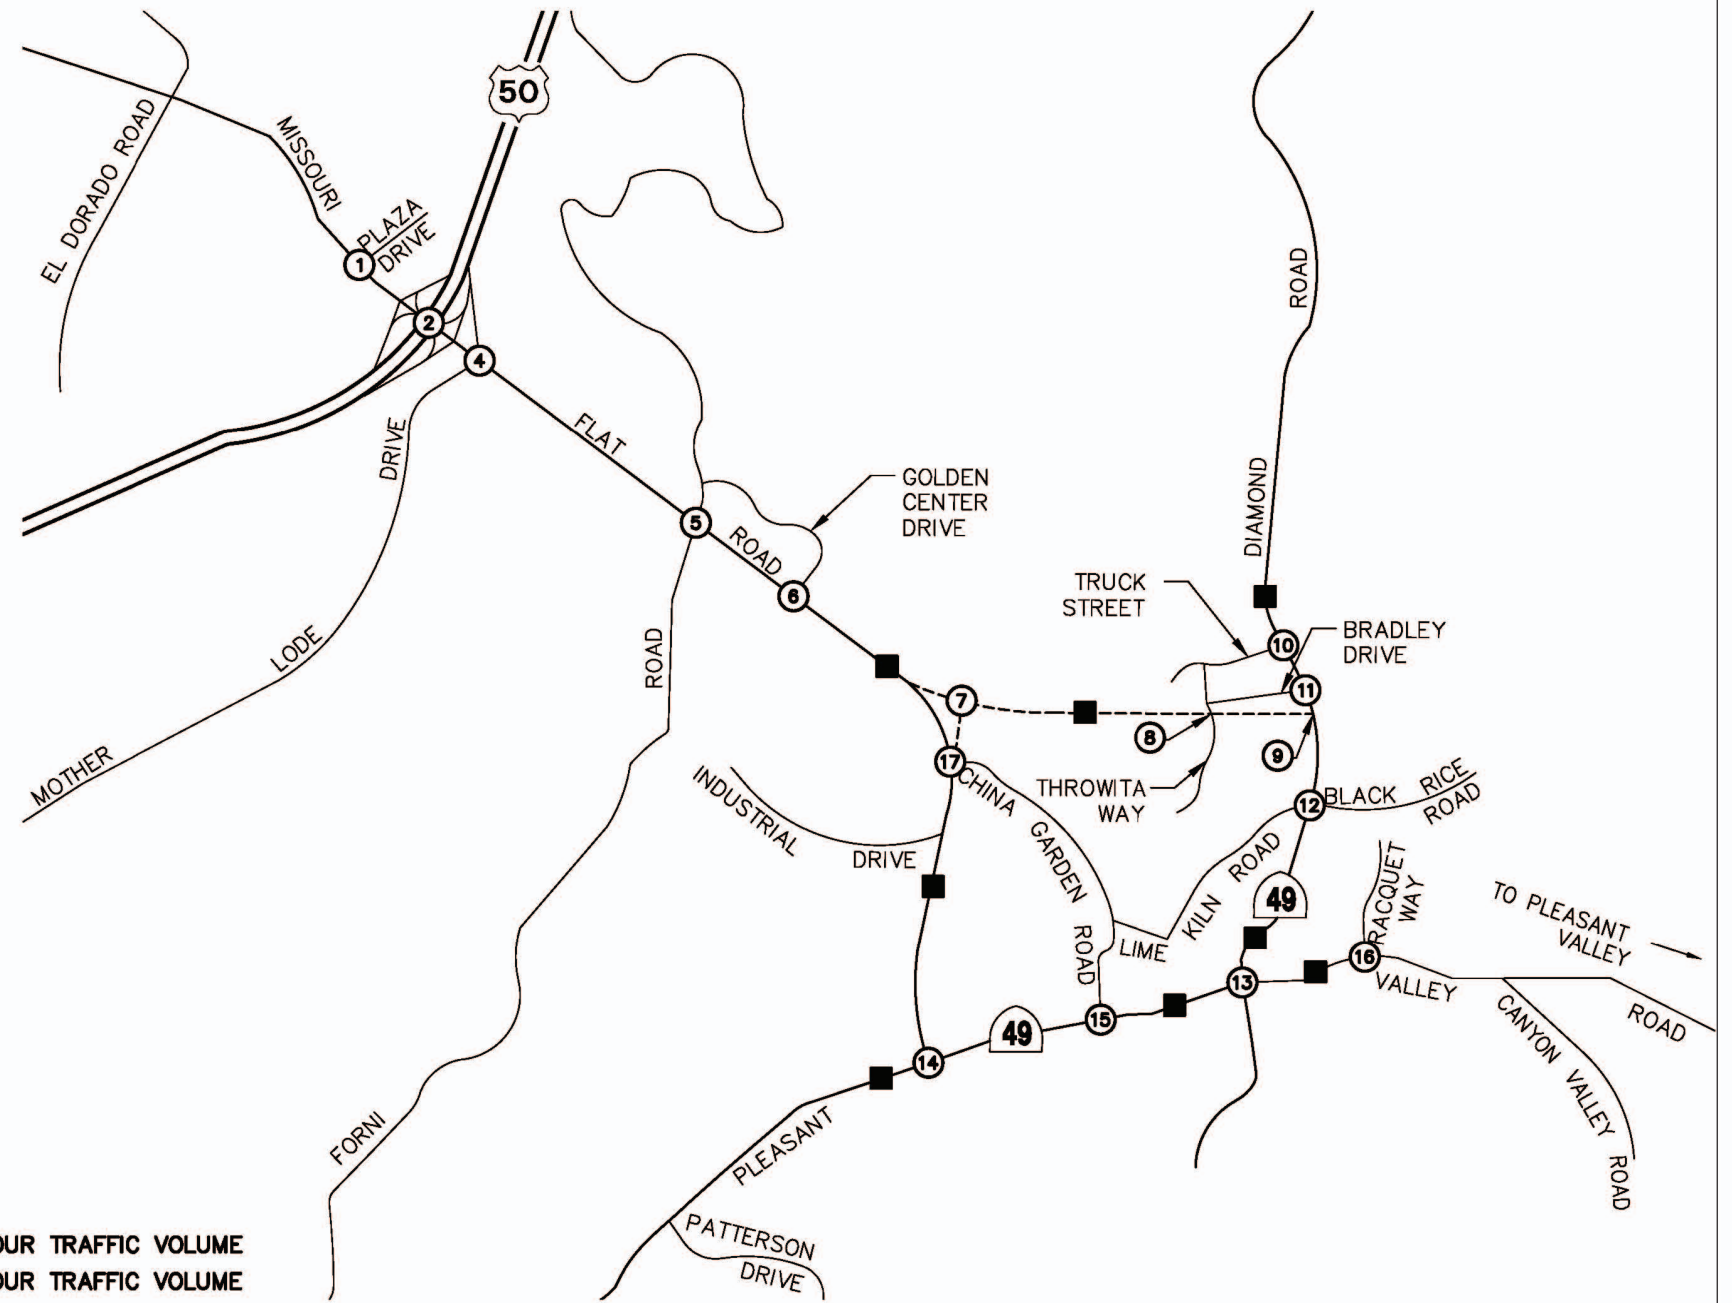 50
EL DORADO ROAD
MISSOURI
PLAZA
DRIVE
1
2
4
DRIVE
FLAT
GOLDEN
CENTER
DRIVE
5
ROAD
6
ROAD
DIAMOND
TRUCK
STREET
10
BRADLEY
DRIVE
11
LODE
ROAD
7
8
9
MOTHER
17
INDUSTRIAL
DRIVE
CHINA
GARDEN
ROAD
THROWITA
WAY
12
BLACK
RICE
ROAD
LIME
KILN
ROAD
49
RACQUET
WAY
TO PLEASANT
VALLEY
16
VALLEY
13
15
49
14
CANYON VALLEY ROAD
ROAD
FORNI
PLEASANT
PATTERSON
DRIVE
OUR TRAFFIC VOLUME
OUR TRAFFIC VOLUME